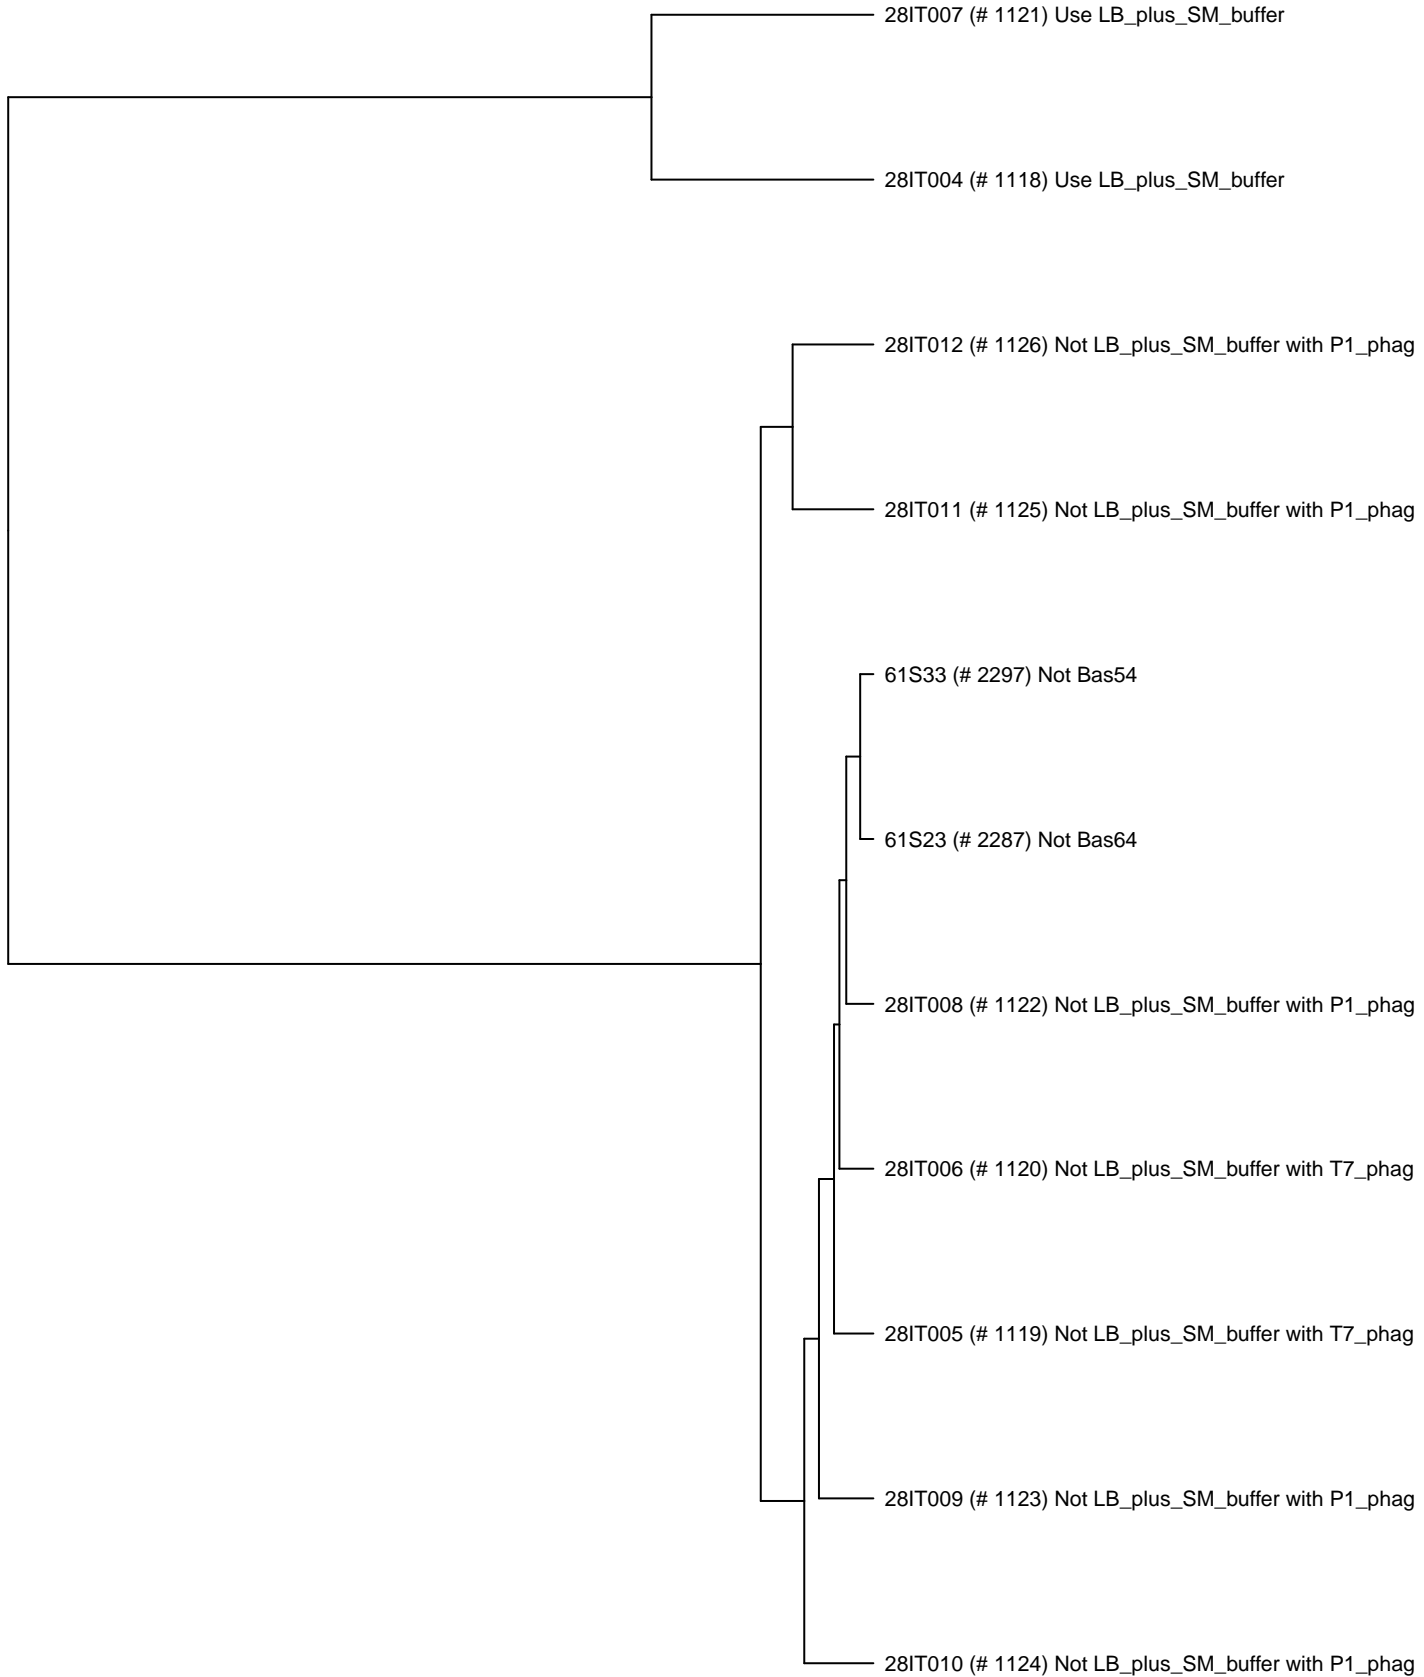 28IT007 (# 1121) Use LB_plus_SM_buffer
28IT004 (# 1118) Use LB_plus_SM_buffer
28IT012 (# 1126) Not LB_plus_SM_buffer with P1_phag
28IT011 (# 1125) Not LB_plus_SM_buffer with P1_phag
61S33 (# 2297) Not Bas54
61S23 (# 2287) Not Bas64
28IT008 (# 1122) Not LB_plus_SM_buffer with P1_phag
28IT006 (# 1120) Not LB_plus_SM_buffer with T7_phag
28IT005 (# 1119) Not LB_plus_SM_buffer with T7_phag
28IT009 (# 1123) Not LB_plus_SM_buffer with P1_phag
28IT010 (# 1124) Not LB_plus_SM_buffer with P1_phag